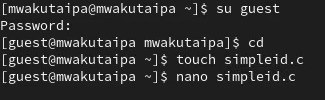 [mwakutaipa@mwakutaipa ~]$ su guest
Password:
[guest@mwakutaipa mwakutaipa]$ cd
[guest@mwakutaipa ~]$ touch simpleid.c
[guest@mwakutaipa ~]$ nano simpleid.c